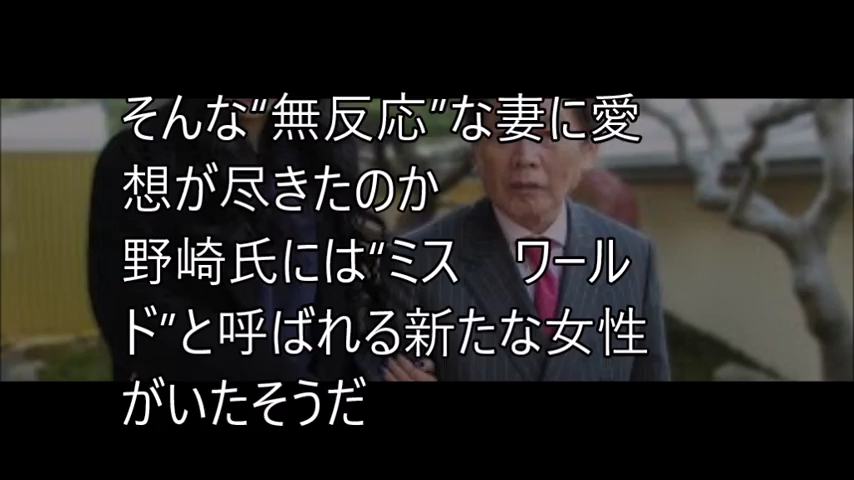 そんな“無反応”な妻に愛
想が尽きたのか
野崎氏には“ミス　ワール
ド”と呼ばれる新たな女性
がいたそうだ